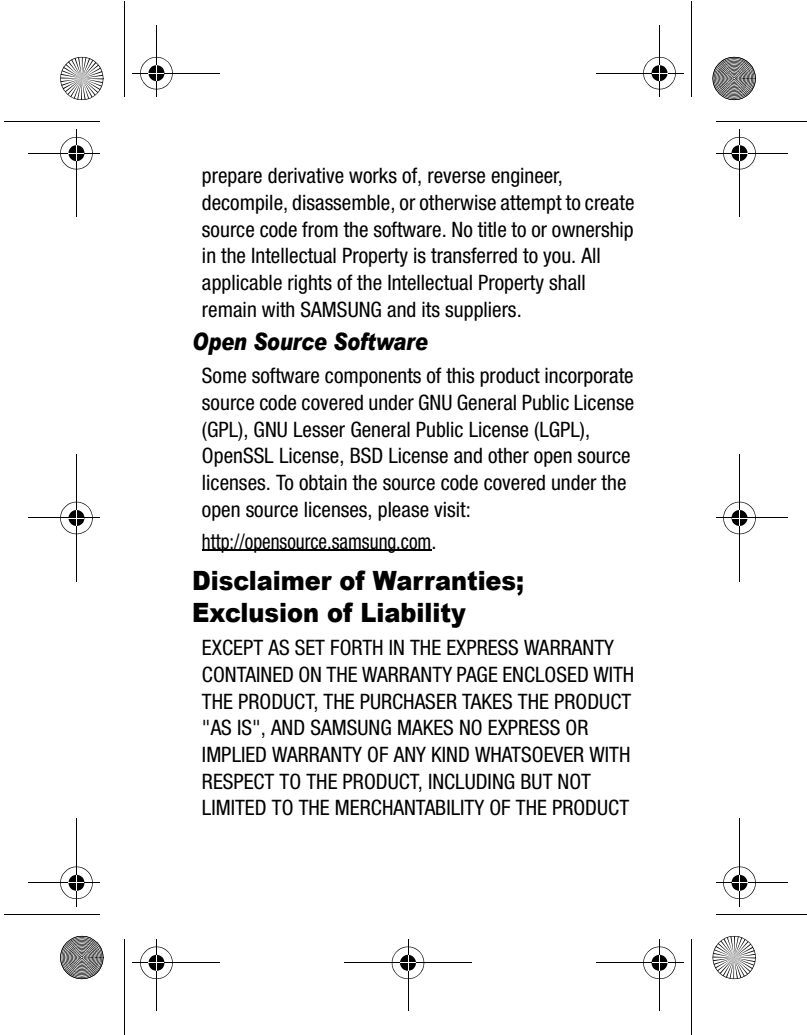 prepare derivative works of, reverse engineer,
decompile, disassemble, or otherwise attempt to create
source code from the software. No title to or ownership
in the Intellectual Property is transferred to you. All
applicable rights of the Intellectual Property shall
remain with SAMSUNG and its suppliers.
Open Source Software
Some software components of this product incorporate
source code covered under GNU General Public License
(GPL), GNU Lesser General Public License (LGPL),
OpenSSL License, BSD License and other open source
licenses. To obtain the source code covered under the
open source licenses, please visit:
http://opensource.samsung.com.
Disclaimer of Warranties;
Exclusion of Liability
EXCEPT AS SET FORTH IN THE EXPRESS WARRANTY
CONTAINED ON THE WARRANTY PAGE ENCLOSED WITH
THE PRODUCT, THE PURCHASER TAKES THE PRODUCT
"AS IS", AND SAMSUNG MAKES NO EXPRESS OR
IMPLIED WARRANTY OF ANY KIND WHATSOEVER WITH
RESPECT TO THE PRODUCT, INCLUDING BUT NOT
LIMITED TO THE MERCHANTABILITY OF THE PRODUCT